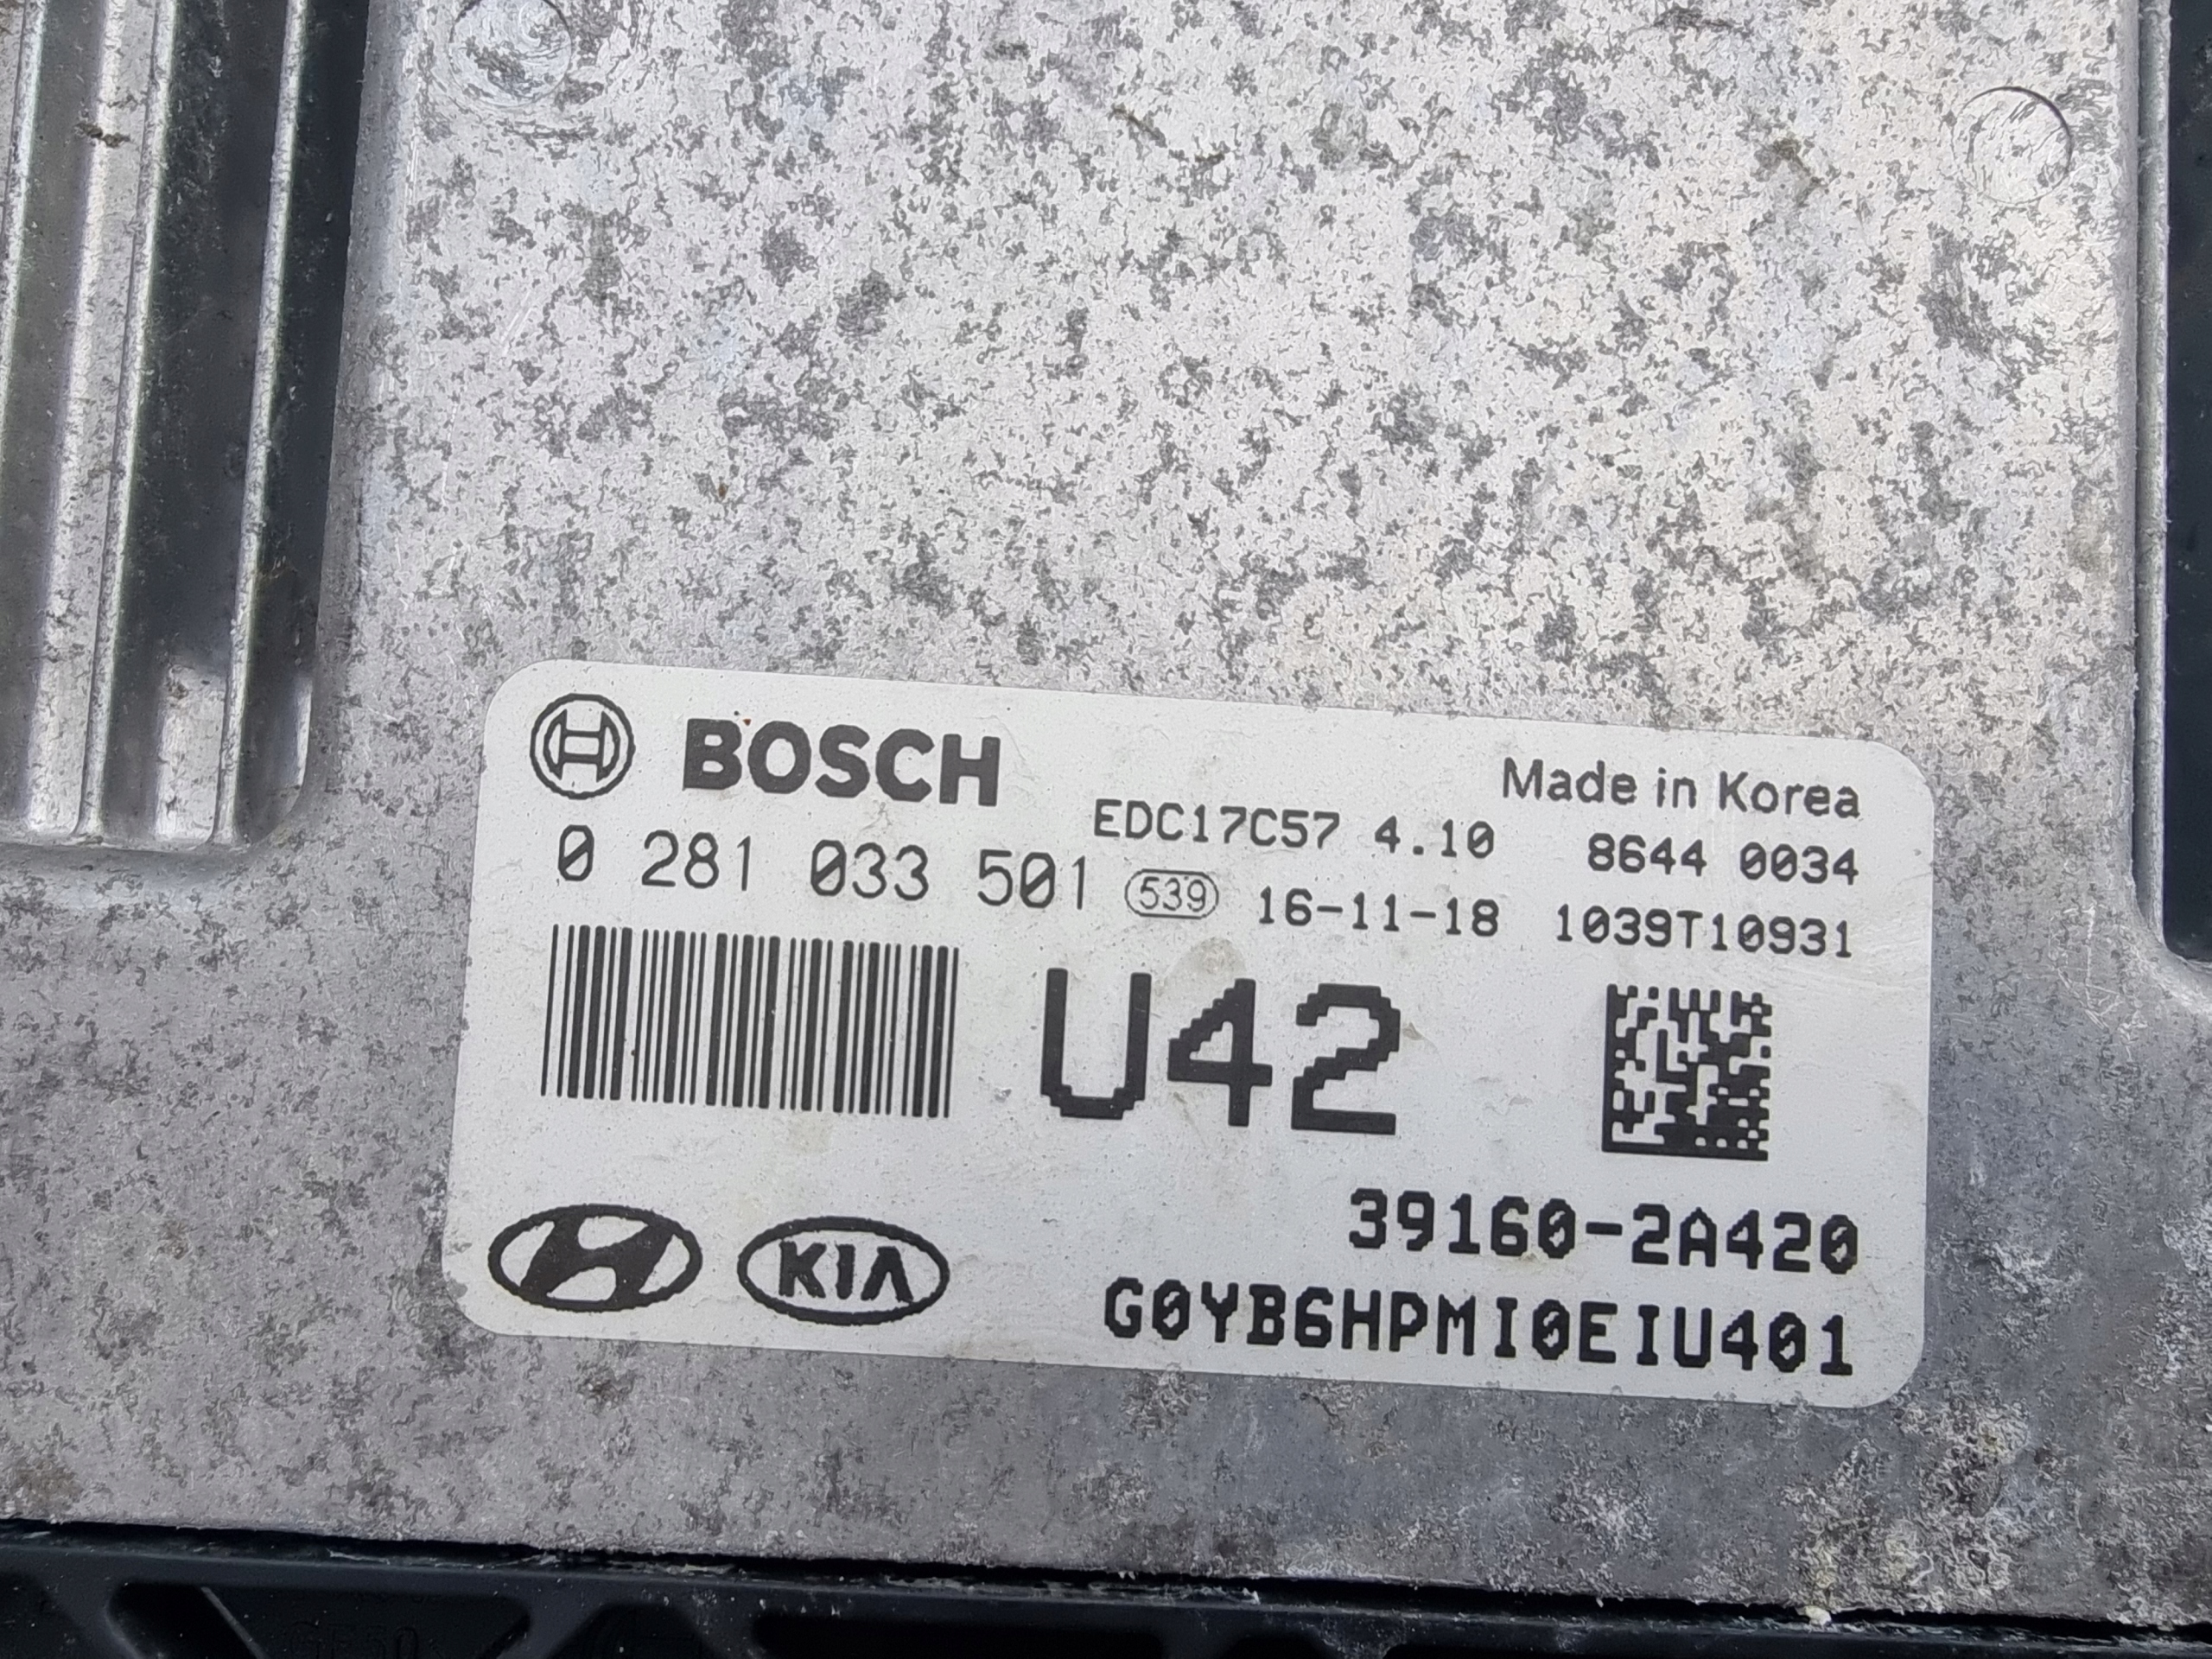 BOSCH
Made in Korea
EDC17C57 4.10 8644 0034
0 281 033 501 539 16-11-18 1039T10931
U42
KIA
39160-2A420
G0YB6HPMI0EIU401